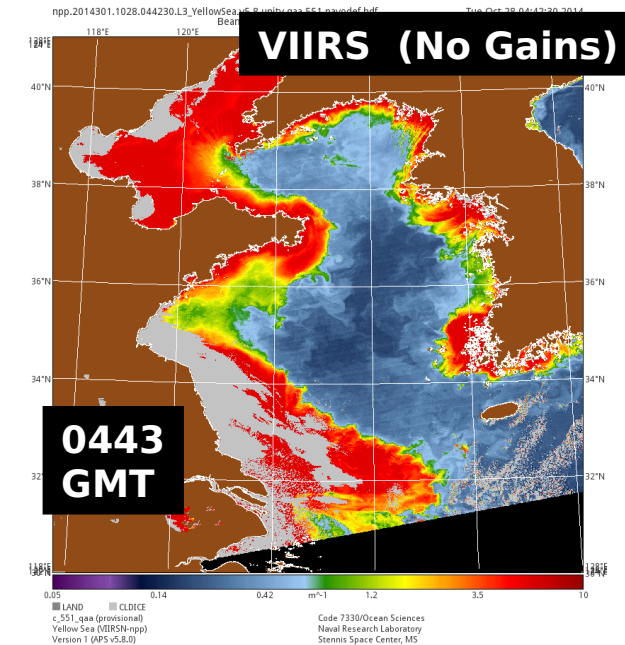 npp.2014301.1028.044230.L3_YellowSea.v5.8.unity.qaa_551.navodef.hdf
Tue Oct 28 04:42:30 2014
Beam
VIIRS (No Gains)
118°E
120°E
40°N
40°N
38°N
38°N
36°N
36°N
34°N
34°N
0443
GMT
32°
32°N
0.05
0.14
0.42
m^-1
1.2
3.5
10
LAND
CLDICE
c_551_qaa (provisional)
Yellow Sea (VIIRSN-npp)
Version 1 (APS v5.8.0)
Code 7330/Ocean Sciences
Naval Research Laboratory
Stennis Space Center, MS